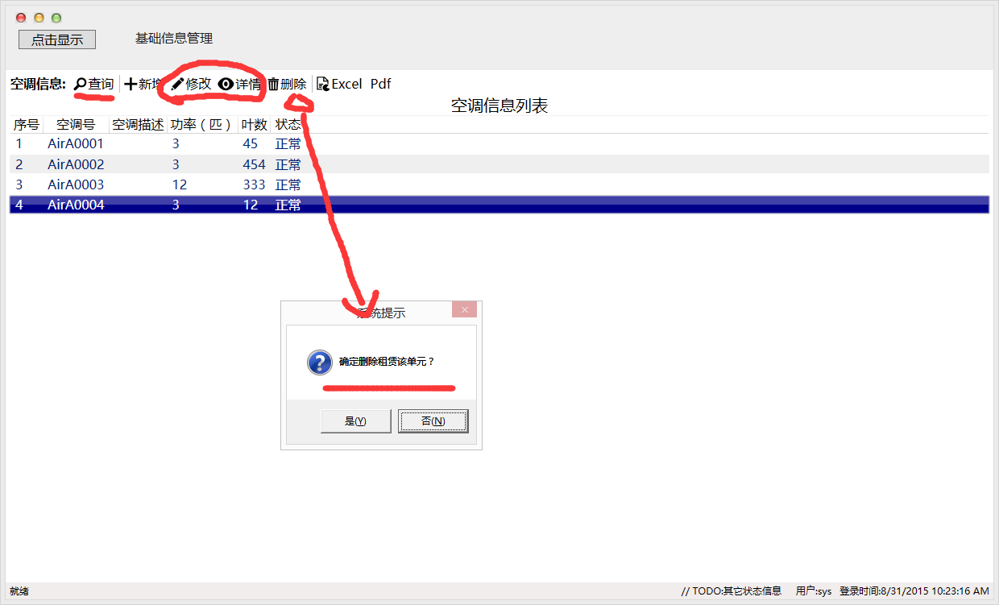 点击显示 基础信息管理
空调信息: 查询 新增 修改 详情 删除 Excel Pdf
空调信息列表
序号 空调号 空调描述 功率（匹） 叶数 状态
1 AirA0001 3 45 正常
2 AirA0002 3 454 正常
3 AirA0003 12 333 正常
4 AirA0004 3 12 正常
系统提示
确定删除租赁该单元？
是(Y) 否(N)
就绪 // TODO:其它状态信息 用户:sys 登录时间:8/31/2015 10:23:16 AM